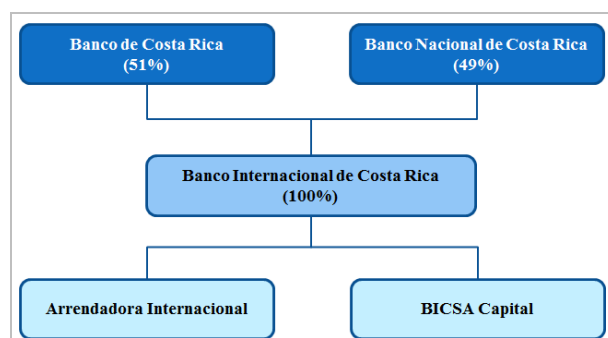 Banco de Costa Rica
(51%)
Banco Nacional de Costa Rica
(49%)
Banco Internacional de Costa Rica
(100%)
Arrendadora Internacional
BICSA Capital